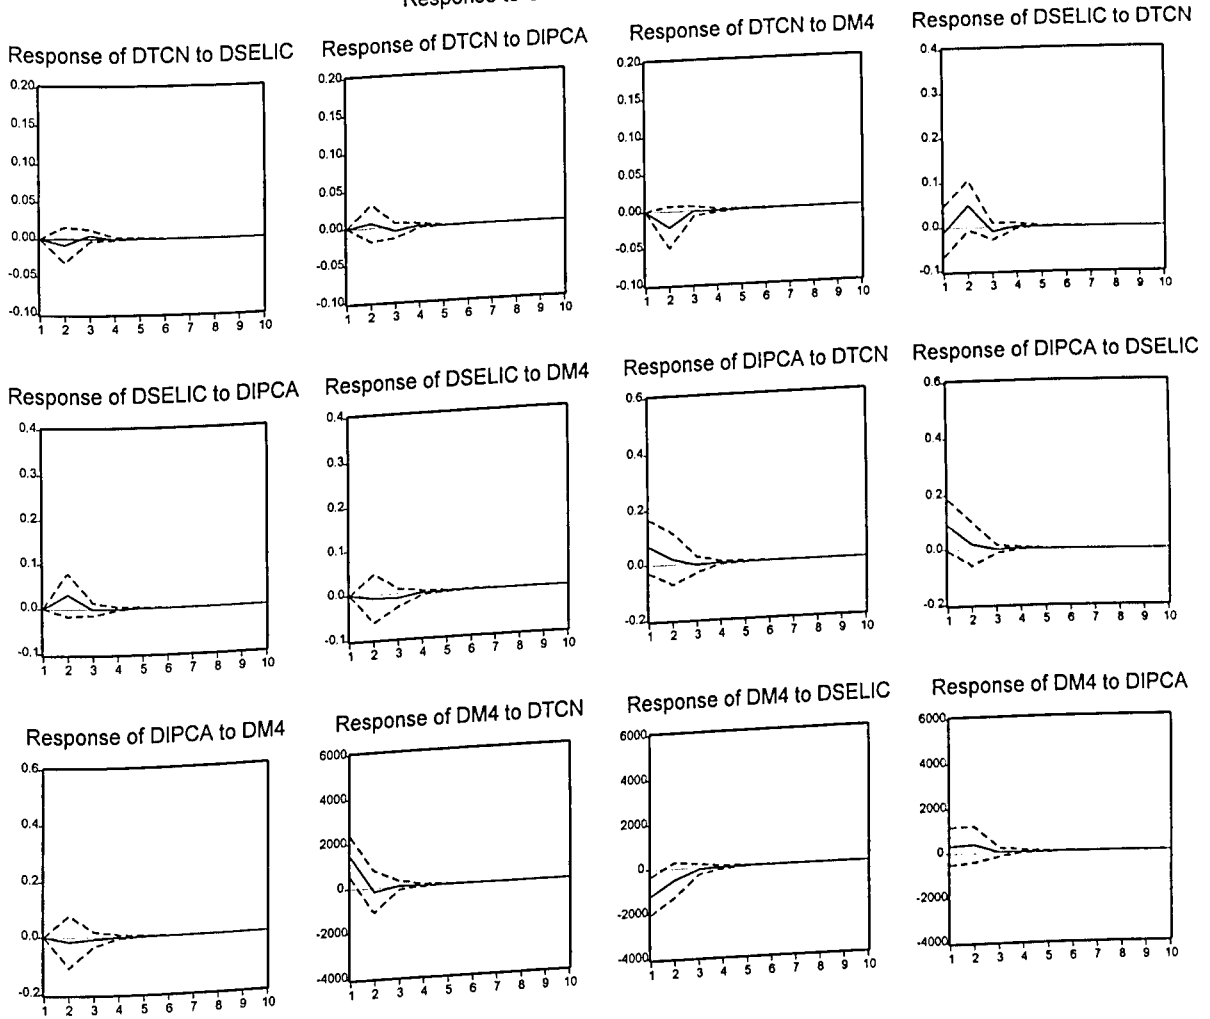 Response to
Response of DTCN to DSELIC
0.20
0.15
0.10
0.05
0.00
-0.05
-0.10
1 2 3 4 5 6 7 8 9 10
Response of DTCN to DIPCA
0.20
0.15
0.10
0.05
0.00
-0.05
-0.10
1 2 3 4 5 6 7 8 9 10
Response of DTCN to DM4
0.20
0.15
0.10
0.05
0.00
-0.05
-0.10
1 2 3 4 5 6 7 8 9 10
Response of DSELIC to DTCN
0.4
0.3
0.2
0.1
0.0
-0.1
1 2 3 4 5 6 7 8 9 10
Response of DSELIC to DIPCA
0.4
0.3
0.2
0.1
0.0
-0.1
1 2 3 4 5 6 7 8 9 10
Response of DSELIC to DM4
0.4
0.3
0.2
0.1
0.0
-0.1
1 2 3 4 5 6 7 8 9 10
Response of DIPCA to DTCN
0.6
0.4
0.2
0.0
-0.2
1 2 3 4 5 6 7 8 9 10
Response of DIPCA to DSELIC
0.6
0.4
0.2
0.0
-0.2
1 2 3 4 5 6 7 8 9 10
Response of DIPCA to DM4
0.6
0.4
0.2
0.0
-0.2
1 2 3 4 5 6 7 8 9 10
Response of DM4 to DTCN
6000
4000
2000
0
-2000
-4000
1 2 3 4 5 6 7 8 9 10
Response of DM4 to DSELIC
6000
4000
2000
0
-2000
-4000
1 2 3 4 5 6 7 8 9 10
Response of DM4 to DIPCA
6000
4000
2000
0
-2000
-4000
1 2 3 4 5 6 7 8 9 10